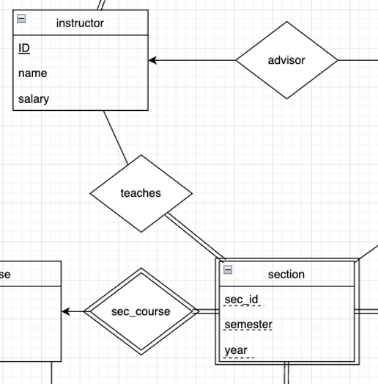 instructor
ID
name
salary
advisor
teaches
se
sec_course
section
sec_id
semester
year